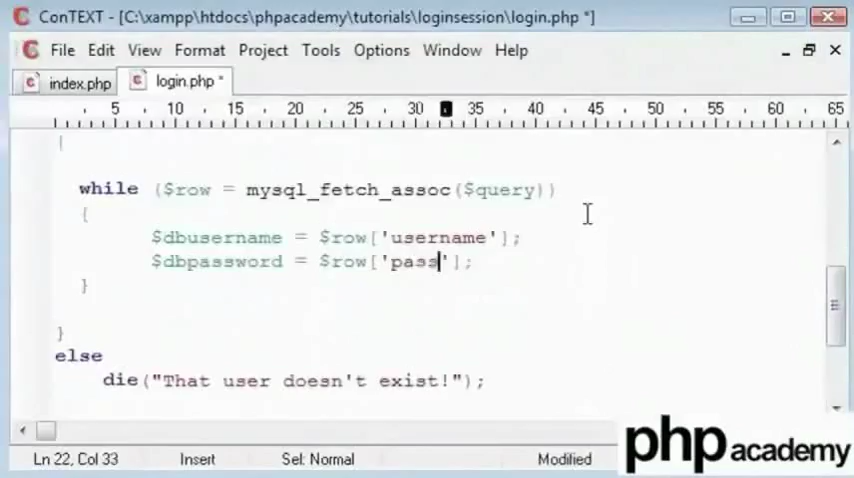 ConTEXT - [C:\xampp\htdocs\phpacademy\tutorials\loginsession\login.php *]
File Edit View Format Project Tools Options Window Help
index.php login.php *
5 10 15 20 25 30 35 40 45 50 55 60 65
while ($row = mysql_fetch_assoc($query))
{
$dbusername = $row['username'];
$dbpassword = $row['pass'];
}
}
else
die("That user doesn't exist!");
Ln 22, Col 33 Insert Sel: Normal Modified
php academy